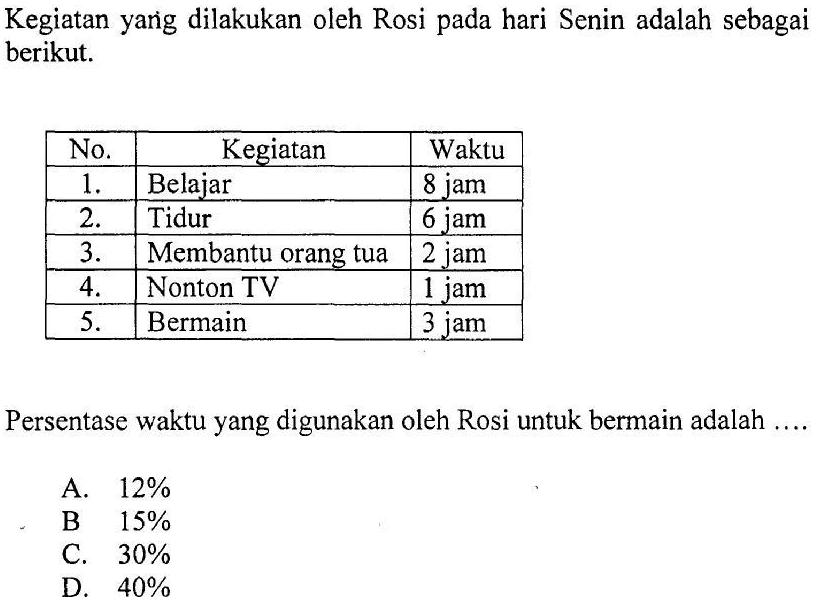 Kegiatan yang dilakukan oleh Rosi pada hari Senin adalah sebagai
berikut.
No. Kegiatan Waktu
1. Belajar 8 jam
2. Tidur 6 jam
3. Membantu orang tua 2 jam
4. Nonton TV 1 jam
5. Bermain 3 jam
Persentase waktu yang digunakan oleh Rosi untuk bermain adalah ....
A. 12%
B 15%
C. 30%
D. 40%